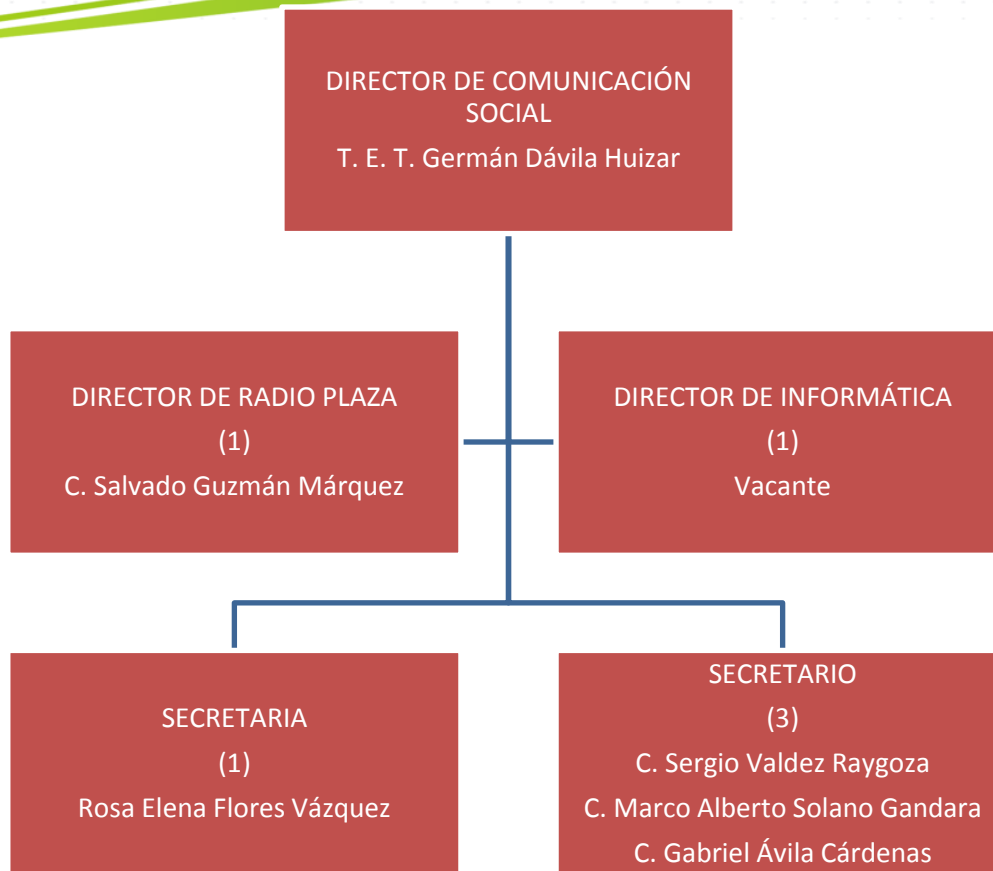 DIRECTOR DE COMUNICACIÓN
SOCIAL
T. E. T. Germán Dávila Huizar
DIRECTOR DE RADIO PLAZA
(1)
C. Salvado Guzmán Márquez
DIRECTOR DE INFORMÁTICA
(1)
Vacante
SECRETARIA
(1)
Rosa Elena Flores Vázquez
SECRETARIO
(3)
C. Sergio Valdez Raygoza
C. Marco Alberto Solano Gandara
C. Gabriel Ávila Cárdenas